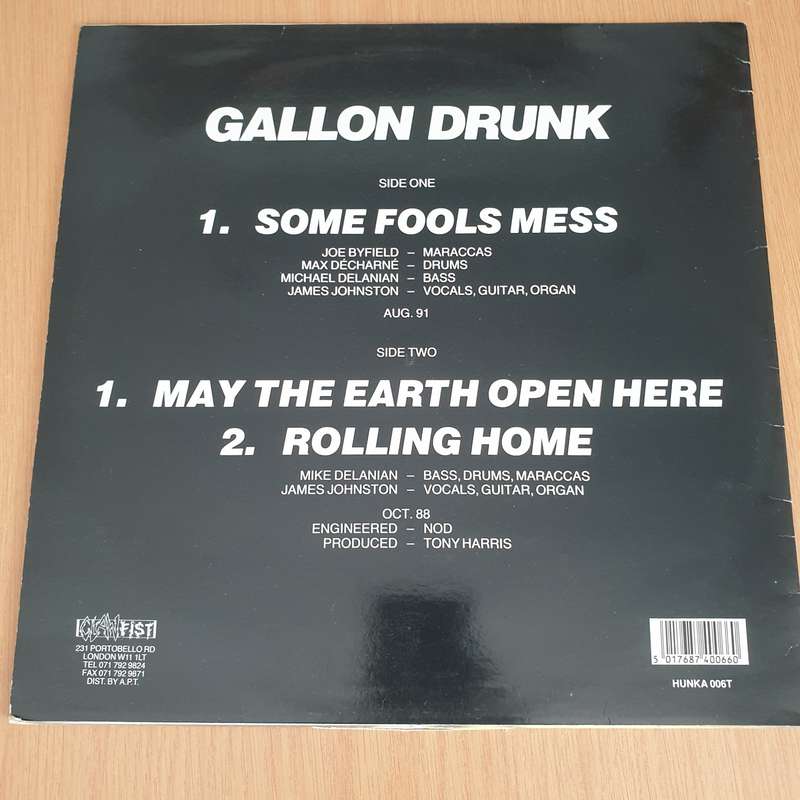 GALLON DRUNK
SIDE ONE
1. SOME FOOLS MESS
JOE BYFIELD – MARACCAS
MAX DÉCHARNÉ – DRUMS
MICHAEL DELANIAN – BASS
JAMES JOHNSTON – VOCALS, GUITAR, ORGAN
AUG. 91
SIDE TWO
1. MAY THE EARTH OPEN HERE
2. ROLLING HOME
MIKE DELANIAN – BASS, DRUMS, MARACCAS
JAMES JOHNSTON – VOCALS, GUITAR, ORGAN
OCT. 88
ENGINEERED – NOD
PRODUCED – TONY HARRIS
CLAWFIST
231 PORTOBELLO RD
LONDON W11 1LT
TEL 071 792 9824
FAX 071 792 9871
DIST. BY A.P.T.
5 017687 400660
HUNKA 006T